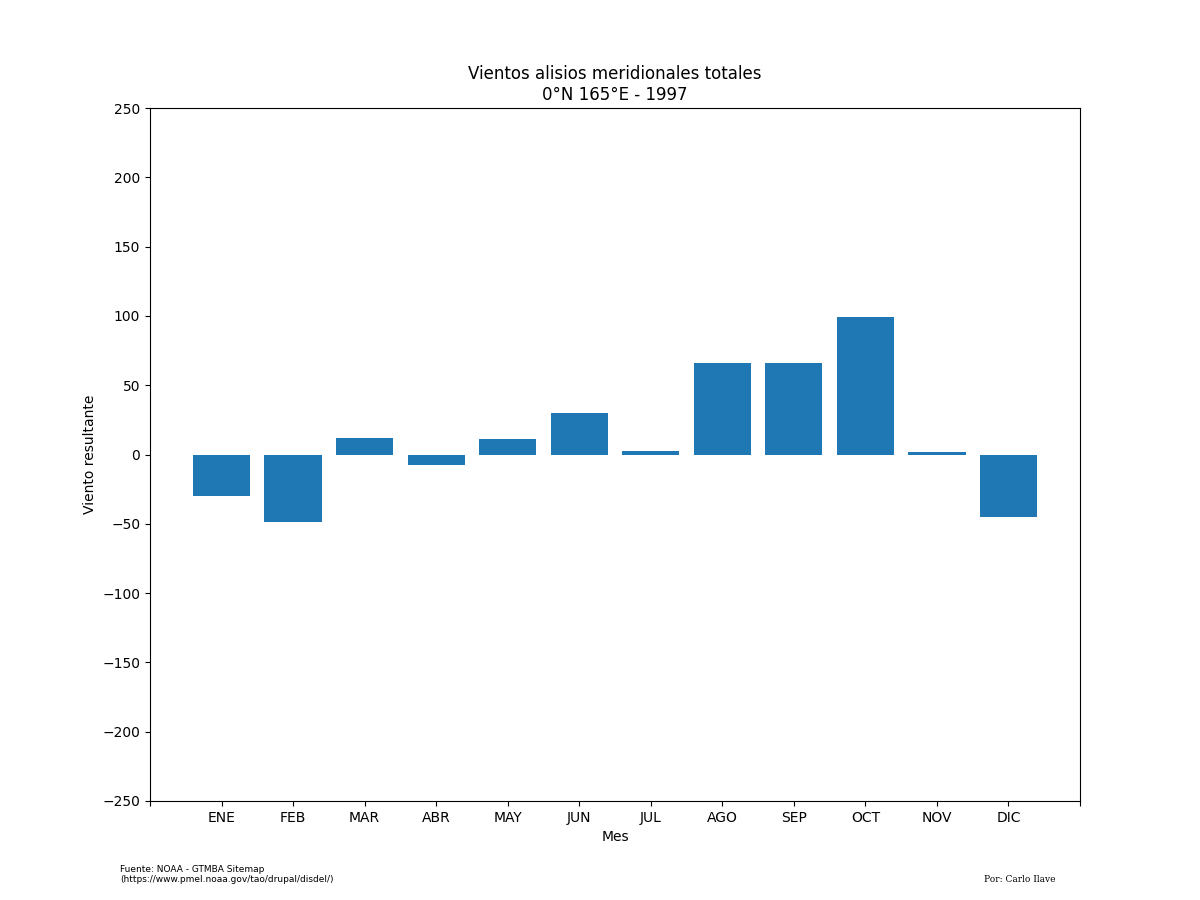 Vientos alisios meridionales totales
0°N 165°E - 1997
250
200
150
100
50
0
−50
−100
−150
−200
−250
Viento resultante
ENE FEB MAR ABR MAY JUN JUL AGO SEP OCT NOV DIC
Mes
Fuente: NOAA - GTMBA Sitemap
(https://www.pmel.noaa.gov/tao/drupal/disdel/)
Por: Carlo Ilave